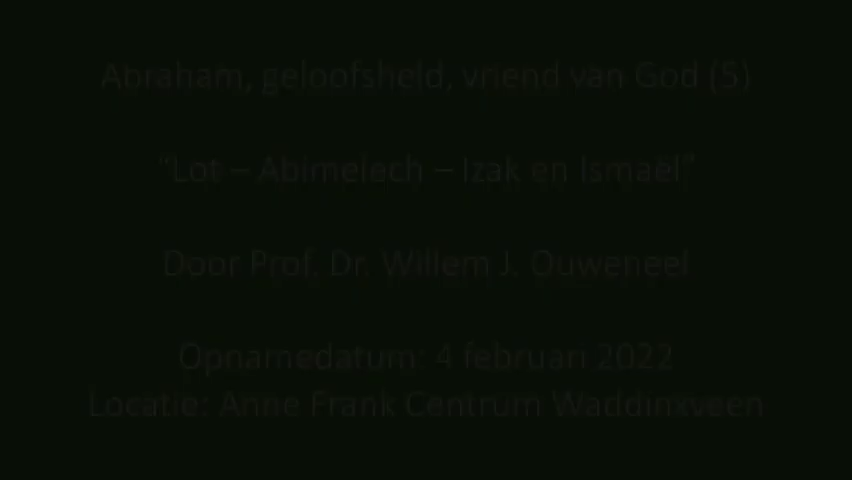 Abraham, geloofsheld, vriend van God (5)
"Lot – Abimelech – Izak en Ismaël"
Door Prof. Dr. Willem J. Ouweneel
Opnamedatum: 4 februari 2022
Locatie: Anne Frank Centrum Waddinxveen